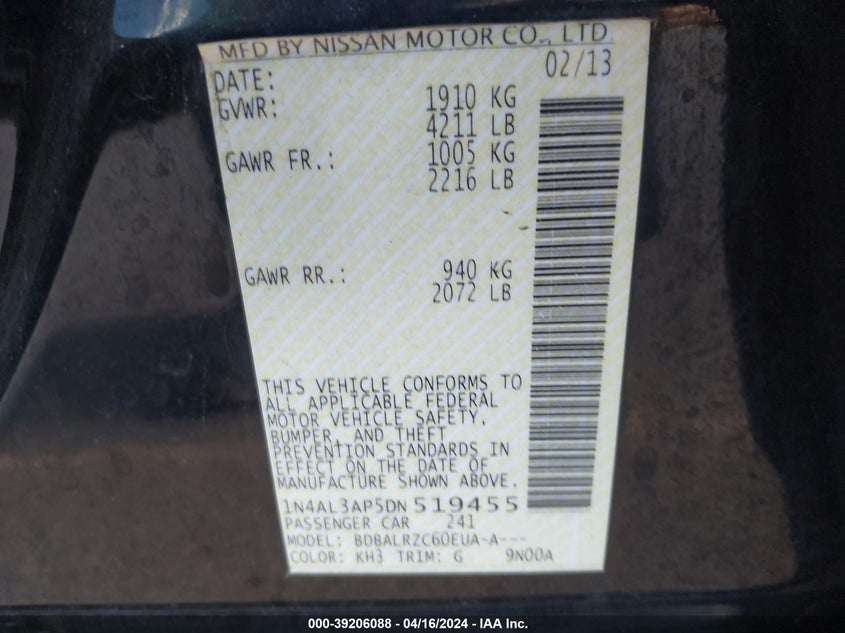 MFD BY NISSAN MOTOR CO., LTD.
DATE: 02/13
GVWR: 1910 KG
4211 LB
GAWR FR.: 1005 KG
2216 LB
GAWR RR.: 940 KG
2072 LB
THIS VEHICLE CONFORMS TO
ALL APPLICABLE FEDERAL
MOTOR VEHICLE SAFETY,
BUMPER, AND THEFT
PREVENTION STANDARDS IN
EFFECT ON THE DATE OF
MANUFACTURE SHOWN ABOVE.
1N4AL3AP5DN519455
PASSENGER CAR 241
MODEL: BDBALRZC60EUA-A---
COLOR: KH3 TRIM: G 9N00A
000-39206088 - 04/16/2024 - IAA Inc.